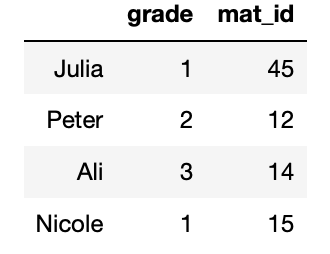 grade mat_id
Julia 1 45
Peter 2 12
Ali 3 14
Nicole 1 15